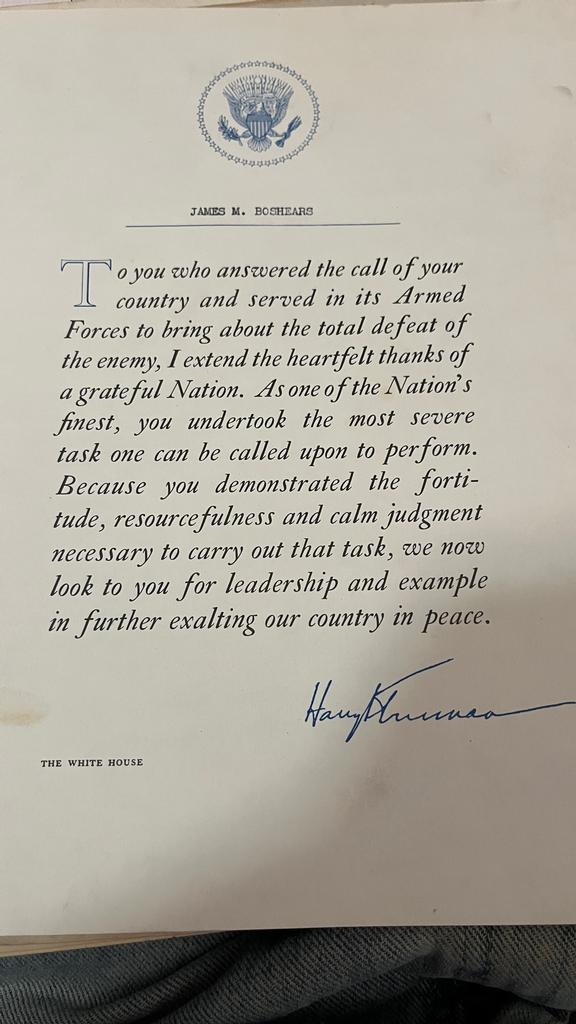 JAMES M. BOSHEARS
To you who answered the call of your
country and served in its Armed
Forces to bring about the total defeat of
the enemy, I extend the heartfelt thanks of
a grateful Nation. As one of the Nation's
finest, you undertook the most severe
task one can be called upon to perform.
Because you demonstrated the forti-
tude, resourcefulness and calm judgment
necessary to carry out that task, we now
look to you for leadership and example
in further exalting our country in peace.
Harry Truman
THE WHITE HOUSE